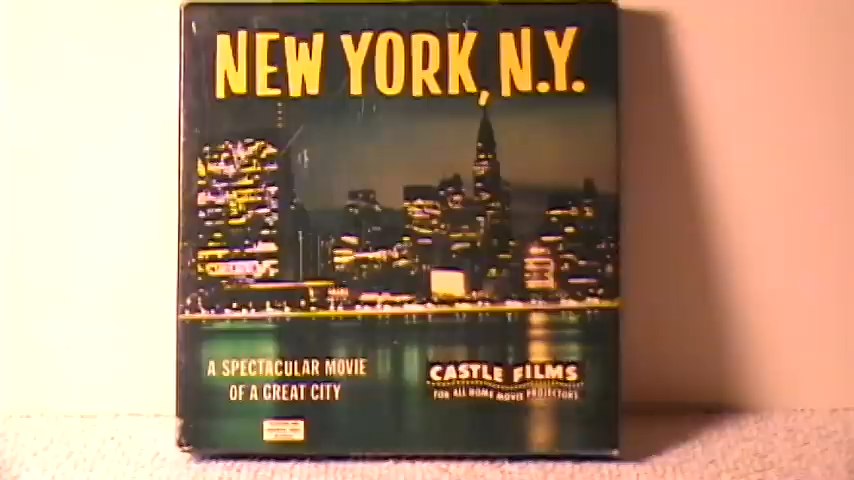 NEW YORK, N.Y.
A SPECTACULAR MOVIE
OF A GREAT CITY
CASTLE FILMS
FOR ALL HOME MOVIE PROJECTORS